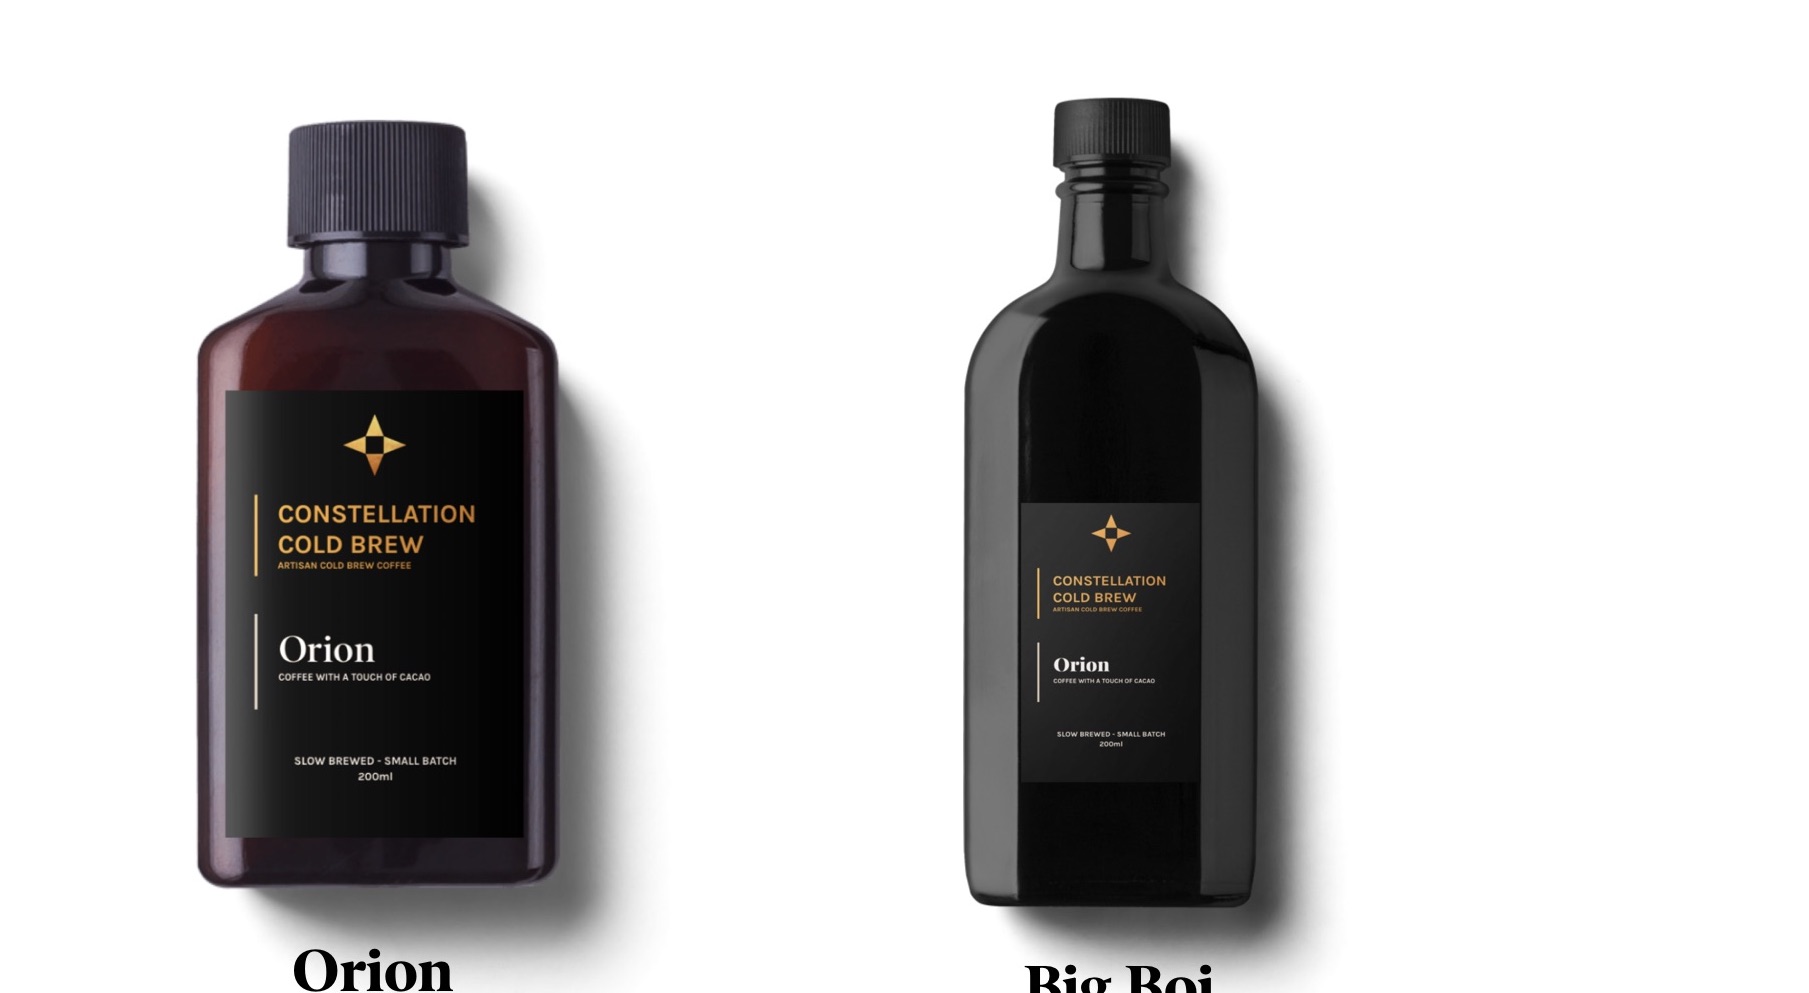 CONSTELLATION
COLD BREW
ARTISAN COLD BREW COFFEE
Orion
COFFEE WITH A TOUCH OF CACAO
SLOW BREWED - SMALL BATCH
200ml
Orion
CONSTELLATION
COLD BREW
ARTISAN COLD BREW COFFEE
Orion
COFFEE WITH A TOUCH OF CACAO
SLOW BREWED - SMALL BATCH
200ml
Big Boi